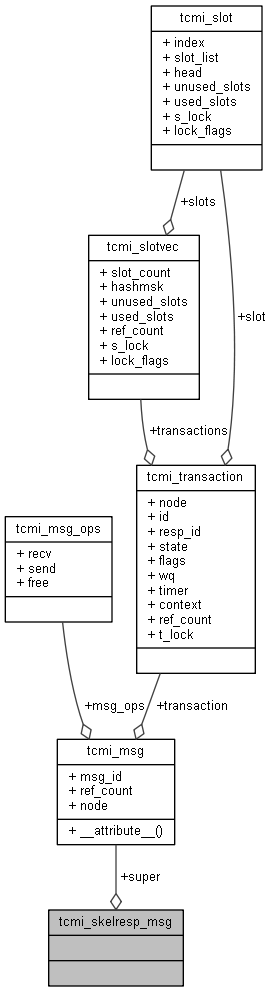 tcmi_slot
+ index
+ slot_list
+ head
+ unused_slots
+ used_slots
+ s_lock
+ lock_flags
+slots
tcmi_slotvec
+ slot_count
+ hashmsk
+ unused_slots
+ used_slots
+ ref_count
+ s_lock
+ lock_flags
+slot
+transactions
tcmi_transaction
+ node
+ id
+ resp_id
+ state
+ flags
+ wq
+ timer
+ context
+ ref_count
+ t_lock
tcmi_msg_ops
+ recv
+ send
+ free
+msg_ops
+transaction
tcmi_msg
+ msg_id
+ ref_count
+ node
+ __attribute__()
+super
tcmi_skelresp_msg